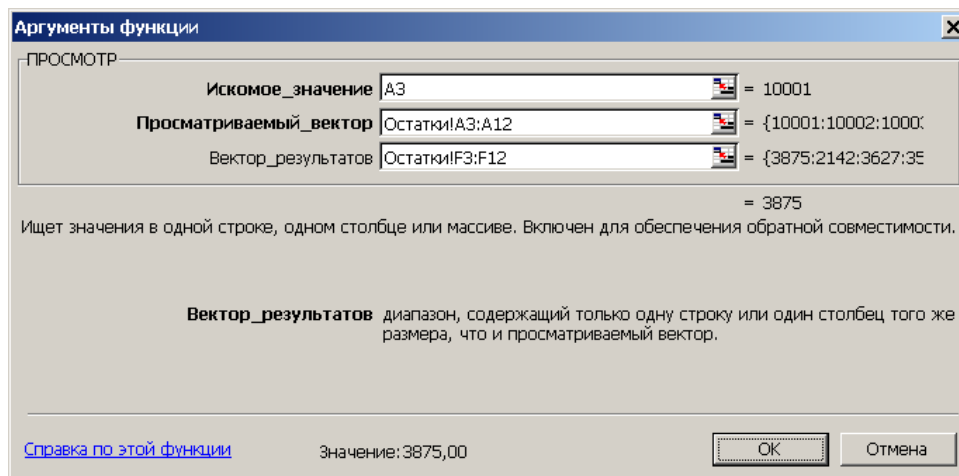 Аргументы функции
ПРОСМОТР
Искомое_значение A3 = 10001
Просматриваемый_вектор Остатки!A3:A12 = {10001:10002:10003
Вектор_результатов Остатки!F3:F12 = {3875:2142:3627:35
= 3875
Ищет значения в одной строке, одном столбце или массиве. Включен для обеспечения обратной совместимости.
Вектор_результатов диапазон, содержащий только одну строку или один столбец того же
размера, что и просматриваемый вектор.
Справка по этой функции Значение:3875,00 ОК Отмена